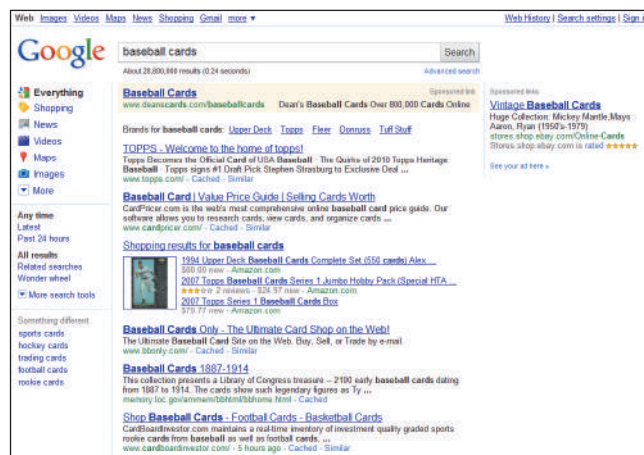 Web Images Videos Maps News Shopping Gmail more ▼
Web History | Search settings | Sign i
Google
baseball cards
Search
About 28,800,000 results (0.24 seconds)
Advanced search
Everything
Shopping
News
Videos
Maps
Images
More
Any time
Latest
Past 24 hours
All results
Related searches
Wonder wheel
More search tools
Something different
sports cards
hockey cards
trading cards
football cards
rookie cards
Baseball Cards
Sponsored link
www.deanscards.com/baseballcards Dean's Baseball Cards Over 800,000 Cards Online
Brands for baseball cards: Upper Deck Topps Fleer Donruss Tuff Stuff
TOPPS - Welcome to the home of topps!
Topps Becomes the Official Card of USA Baseball · The Quirks of 2010 Topps Heritage
Baseball · Topps signs #1 Draft Pick Stephen Strasburg to Exclusive Deal ...
www.topps.com/ - Cached - Similar
Baseball Card | Value Price Guide | Selling Cards Worth
CardPricer.com is the web's most comprehensive online baseball card price guide. Our
software allows you to research cards, view cards, and organize cards ...
www.cardpricer.com/ - Cached - Similar
Shopping results for baseball cards
1994 Upper Deck Baseball Cards Complete Set (550 cards) Alex ...
$80.00 new - Amazon.com
2007 Topps Baseball Cards Series 1 Jumbo Hobby Pack (Special HTA ...
2 reviews - $24.97 new - Amazon.com
2007 Topps Series 1 Baseball Cards Box
$79.77 new - Amazon.com
Baseball Cards Only - The Ultimate Card Shop on the Web!
The Ultimate Baseball Card Site on the Web. Buy, Sell, or Trade by e-mail.
www.bbonly.com/ - Cached - Similar
Baseball Cards 1887-1914
This collection presents a Library of Congress treasure -- 2100 early baseball cards dating
from 1887 to 1914. The cards show such legendary figures as Ty ...
memory.loc.gov/ammem/bbhtml/bbhome.html - Cached
Shop Baseball Cards - Football Cards - Basketball Cards
CardBoardInvestor.com maintains a real-time inventory of investment quality graded sports
rookie cards from baseball as well as football cards, ...
www.cardboardinvestor.com/ - 5 hours ago - Cached - Similar
Sponsored links
Vintage Baseball Cards
Huge Collection: Mickey Mantle,Mays
Aaron, Ryan (1950's-1979)
stores.shop.ebay.com/Online-Cards
Stores.shop.ebay.com is rated ★★★★★
See your ad here »